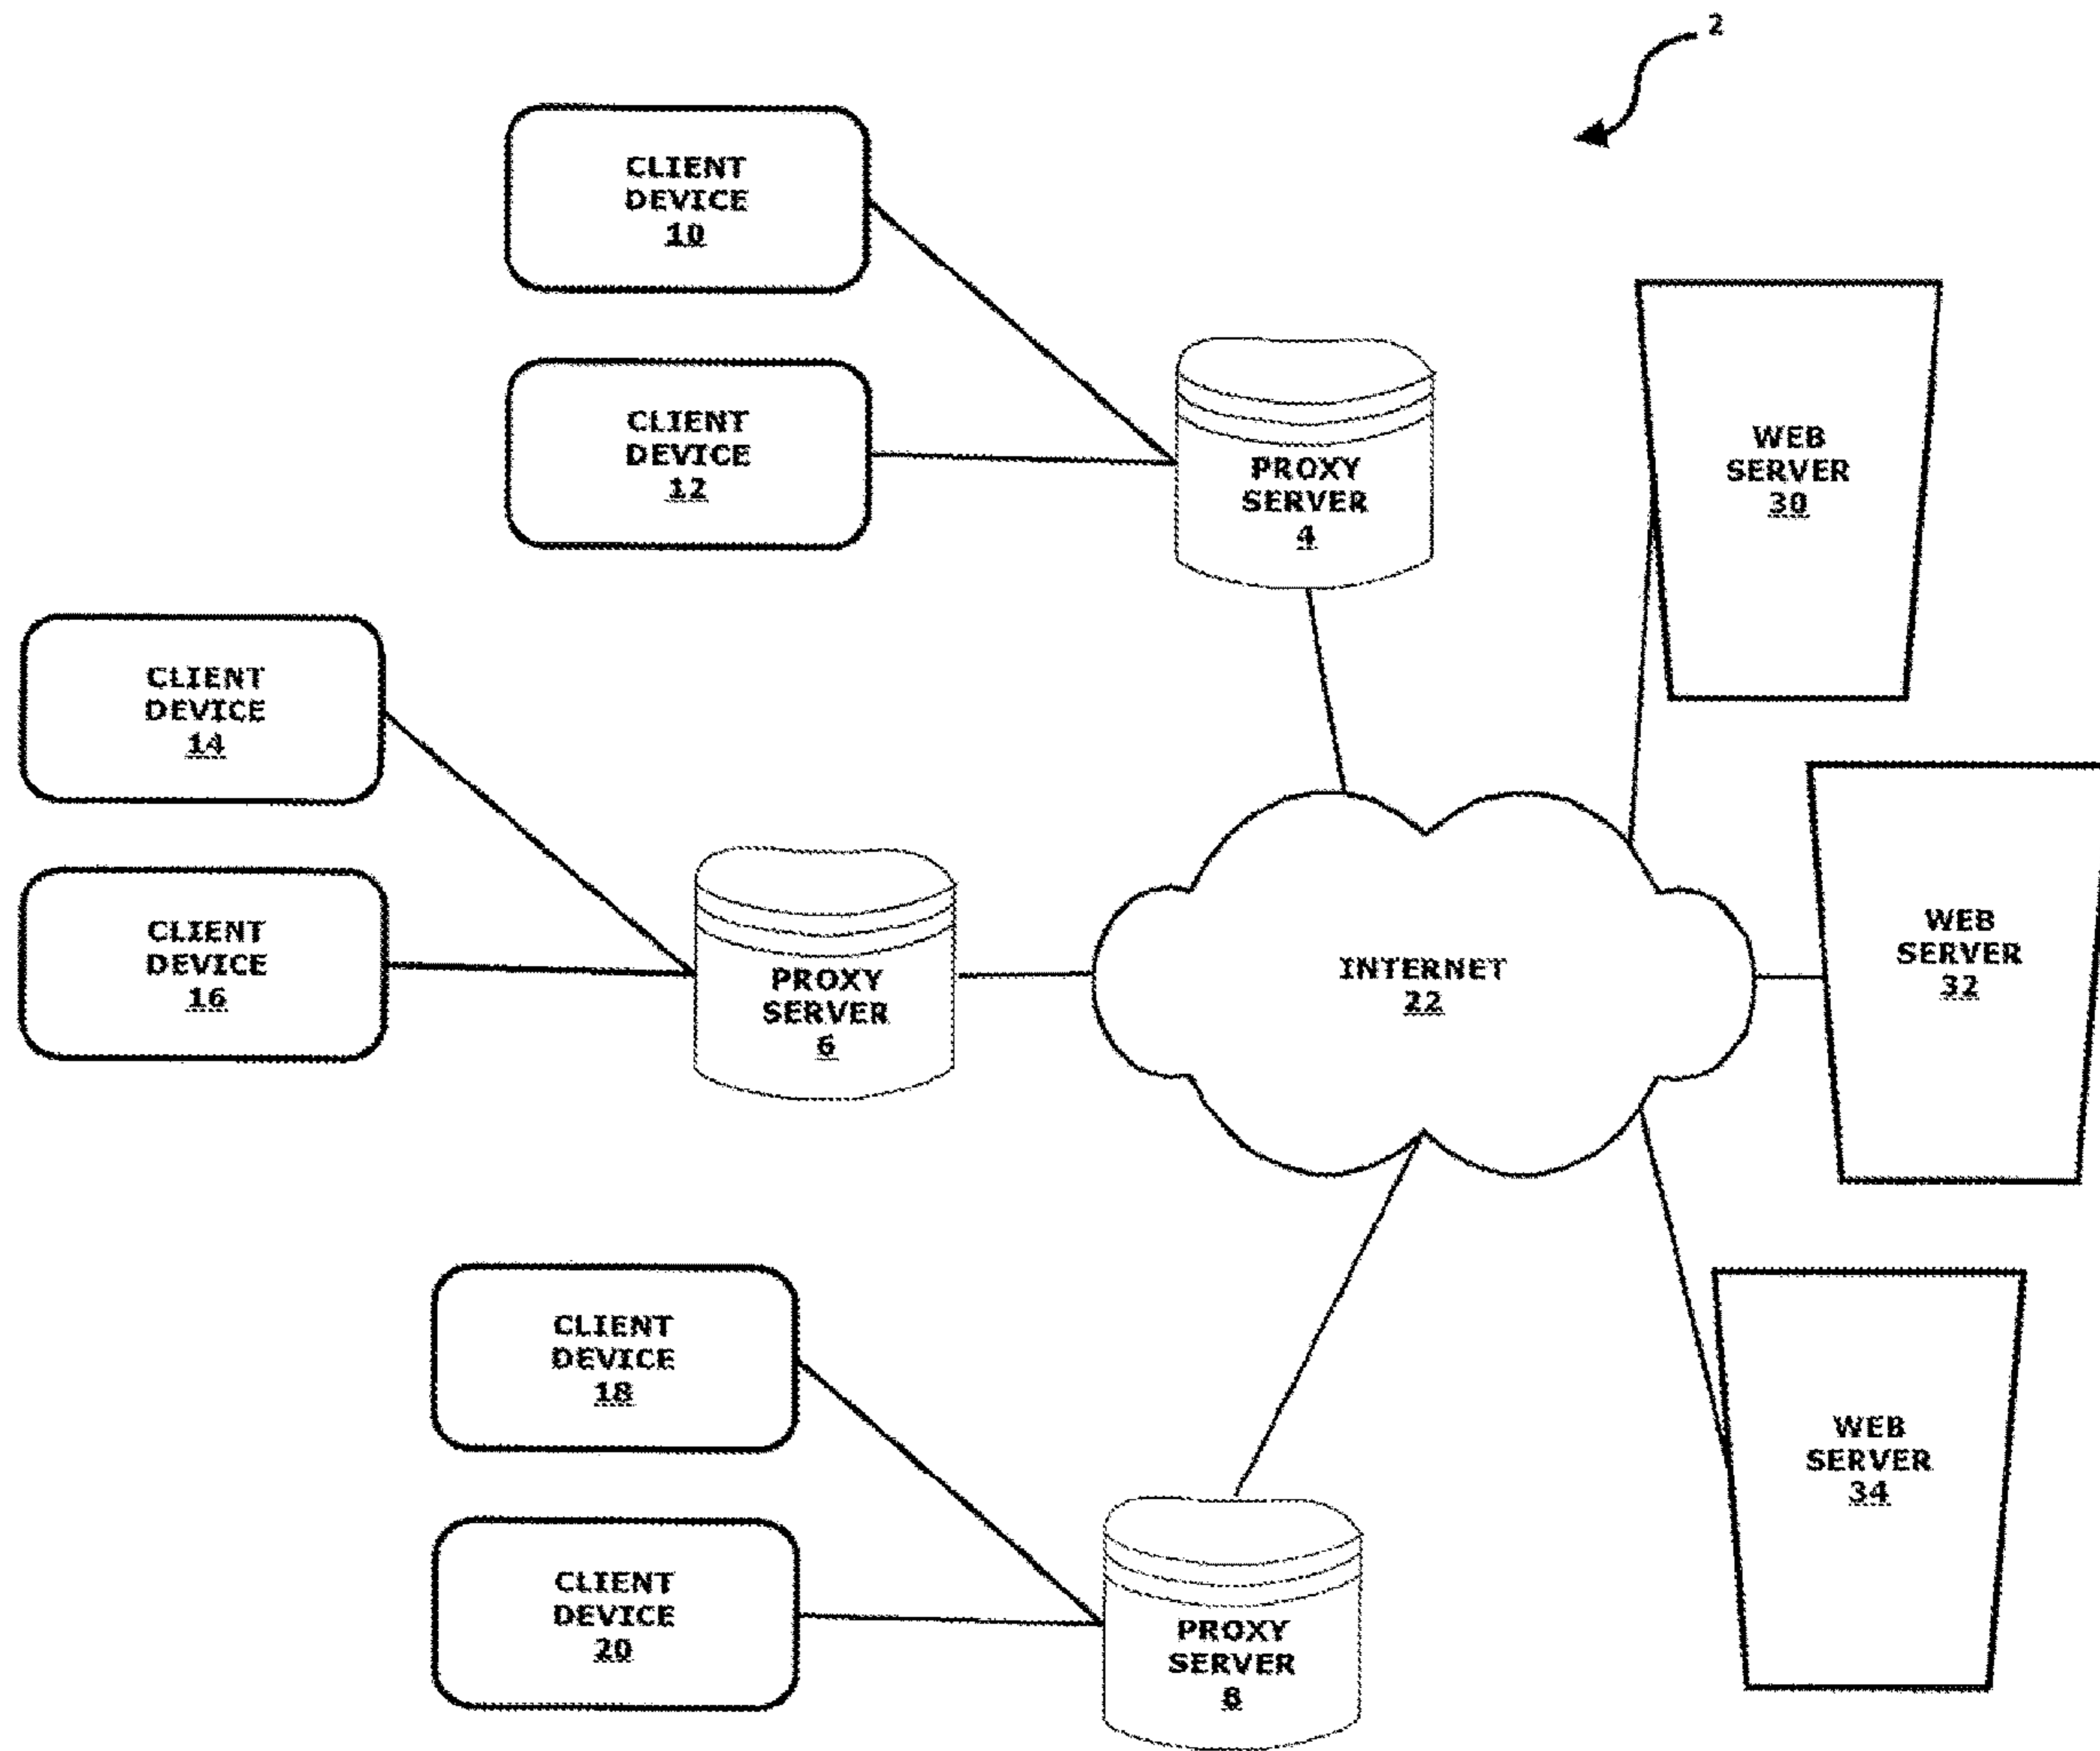 2
CLIENT
DEVICE
10
CLIENT
DEVICE
12
PROXY
SERVER
4
WEB
SERVER
30
CLIENT
DEVICE
14
CLIENT
DEVICE
16
PROXY
SERVER
6
INTERNET
22
WEB
SERVER
32
CLIENT
DEVICE
18
CLIENT
DEVICE
20
PROXY
SERVER
8
WEB
SERVER
34